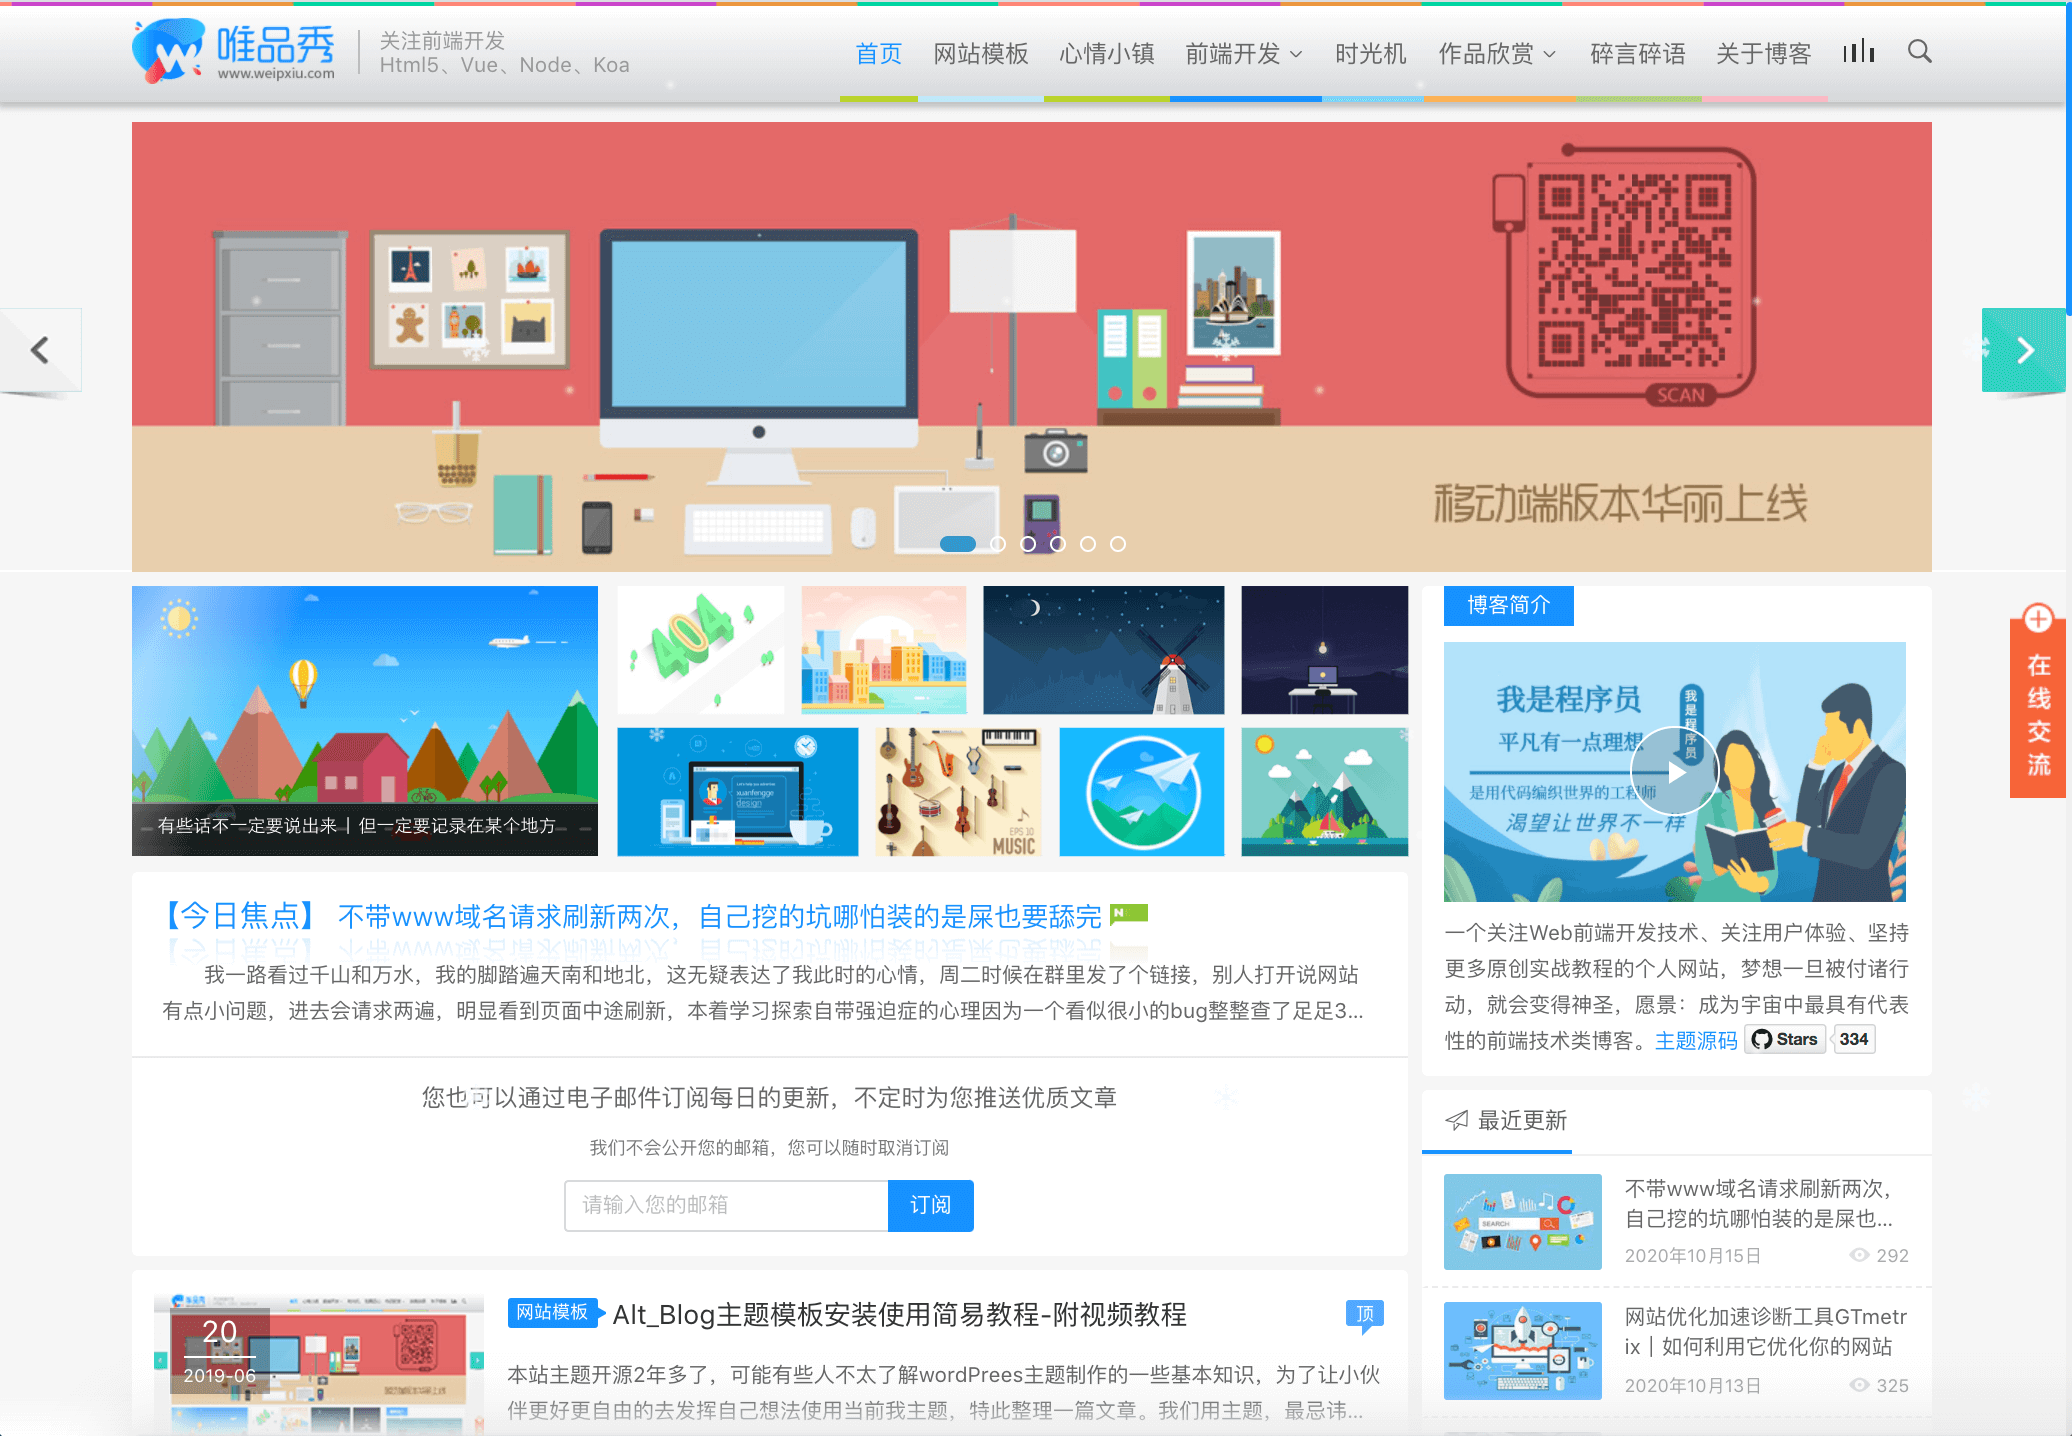 唯品秀
www.weipxiu.com
关注前端开发
Html5、Vue、Node、Koa
首页 网站模板 心情小镇 前端开发 时光机 作品欣赏 碎言碎语 关于博客
SCAN
移动端版本华丽上线
有些话不一定要说出来 | 但一定要记录在某个地方
404
xuanfengge
design
EPS 10
MUSIC
博客简介
我是程序员
我是程序员
平凡有一点理想
是用代码编织世界的工程师
渴望让世界不一样
一个关注Web前端开发技术、关注用户体验、坚持
更多原创实战教程的个人网站，梦想一旦被付诸行
动，就会变得神圣，愿景：成为宇宙中最具有代表
性的前端技术类博客。主题源码 Stars 334
在线交流
【今日焦点】 不带www域名请求刷新两次，自己挖的坑哪怕装的是屎也要舔完 N
我一路看过千山和万水，我的脚踏遍天南和地北，这无疑表达了我此时的心情，周二时候在群里发了个链接，别人打开说网站
有点小问题，进去会请求两遍，明显看到页面中途刷新，本着学习探索自带强迫症的心理因为一个看似很小的bug整整查了足足3...
您也可以通过电子邮件订阅每日的更新，不定时为您推送优质文章
我们不会公开您的邮箱，您可以随时取消订阅
请输入您的邮箱 订阅
20
2019-06
网站模板 Alt_Blog主题模板安装使用简易教程-附视频教程 顶
本站主题开源2年多了，可能有些人不太了解wordPrees主题制作的一些基本知识，为了让小伙
伴更好更自由的去发挥自己想法使用当前我主题，特此整理一篇文章。我们用主题，最忌讳...
最近更新
SEARCH
不带www域名请求刷新两次，
自己挖的坑哪怕装的是屎也...
2020年10月15日 292
网站优化加速诊断工具GTmetr
ix｜如何利用它优化你的网站
2020年10月13日 325